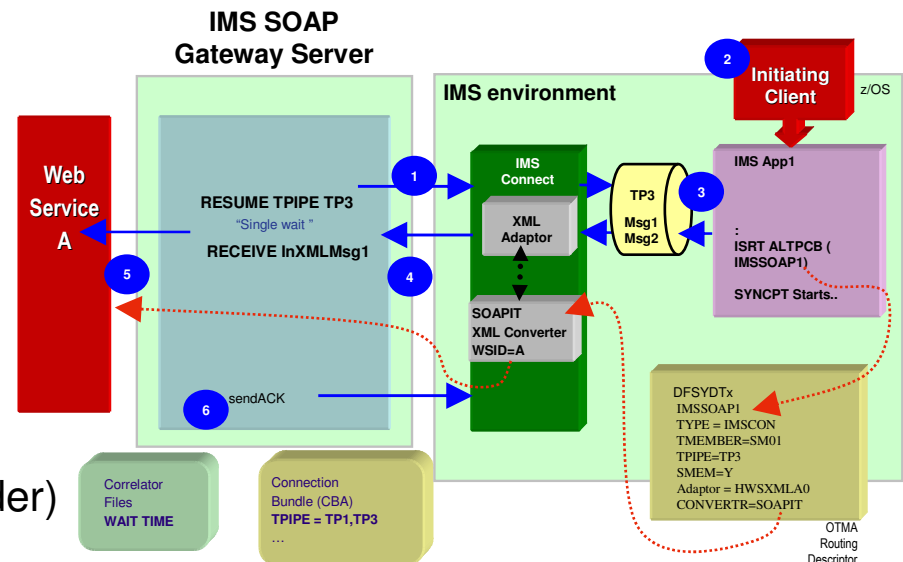 IMS SOAP
Gateway Server
2
Initiating
Client
z/OS
IMS environment
Web
Service
A
RESUME TPIPE TP3
"Single wait "
RECEIVE InXMLMsg1
1
IMS
Connect
XML
Adaptor
TP3
Msg1
Msg2
3
IMS App1
:
ISRT ALTPCB (
IMSSOAP1)
SYNCPT Starts..
5
4
SOAPIT
XML Converter
WSID=A
6
sendACK
DFSYDTx
IMSSOAP1
TYPE = IMSCON
TMEMBER=SM01
TPIPE=TP3
SMEM=Y
Adaptor = HWSXMLA0
CONVERTR=SOAPIT
der)
Correlator
Files
WAIT TIME
Connection
Bundle (CBA)
TPIPE = TP1,TP3
…
OTMA
Routing
Descriptor